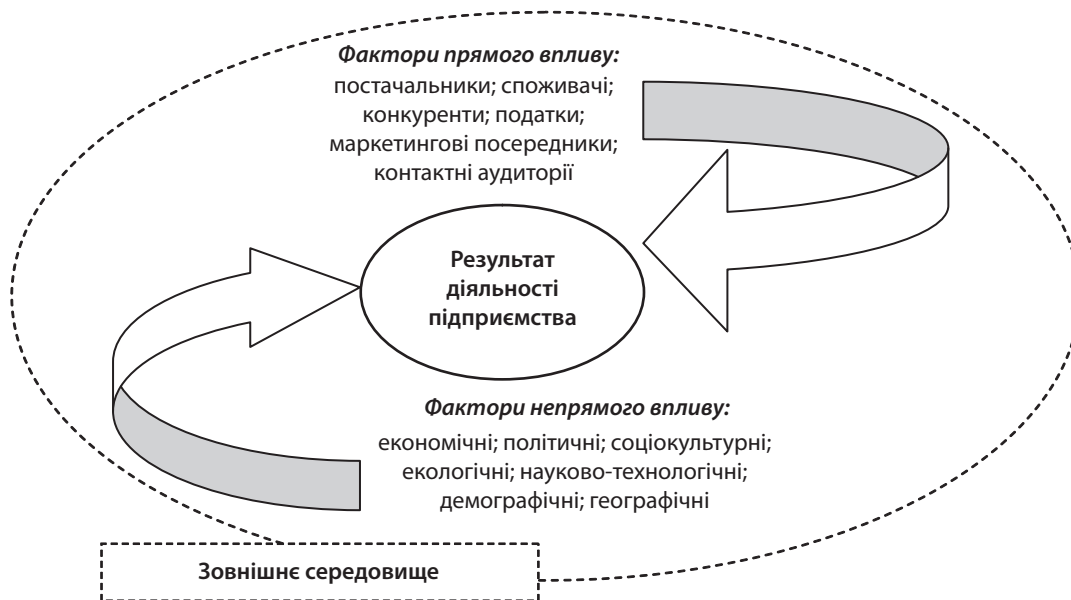 Фактори прямого впливу:
постачальники; споживачі;
конкуренти; податки;
маркетингові посередники;
контактні аудиторії
Результат
діяльності
підприємства
Фактори непрямого впливу:
економічні; політичні; соціокультурні;
екологічні; науково-технологічні;
демографічні; географічні
Зовнішнє середовище